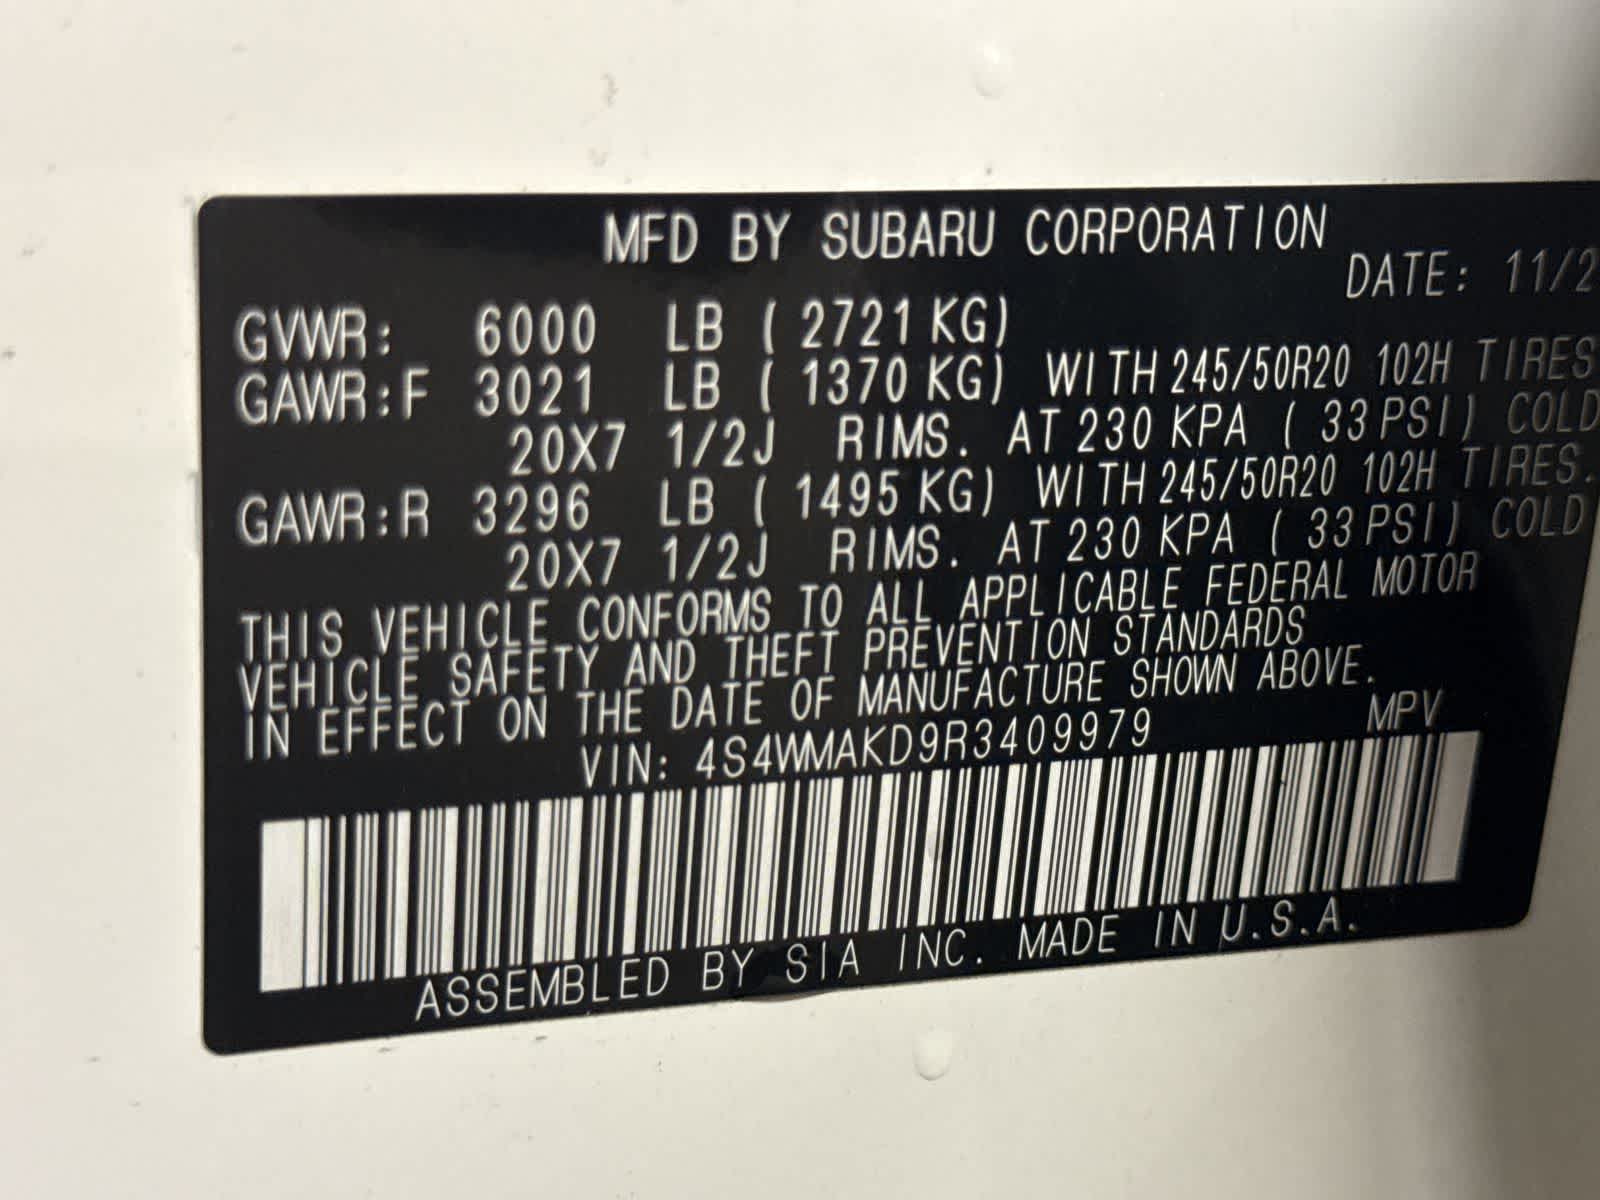 MFD BY SUBARU CORPORATION
DATE: 11/2
GVWR: 6000 LB ( 2721 KG)
GAWR:F 3021 LB ( 1370 KG) WITH 245/50R20 102H TIRES
20X7 1/2J RIMS. AT 230 KPA ( 33 PSI) COLD
GAWR:R 3296 LB ( 1495 KG) WITH 245/50R20 102H TIRES.
20X7 1/2J RIMS. AT 230 KPA ( 33 PSI) COLD
THIS VEHICLE CONFORMS TO ALL APPLICABLE FEDERAL MOTOR
VEHICLE SAFETY AND THEFT PREVENTION STANDARDS
IN EFFECT ON THE DATE OF MANUFACTURE SHOWN ABOVE.
VIN: 4S4WMAKD9R3409979 MPV
ASSEMBLED BY SIA INC. MADE IN U.S.A.